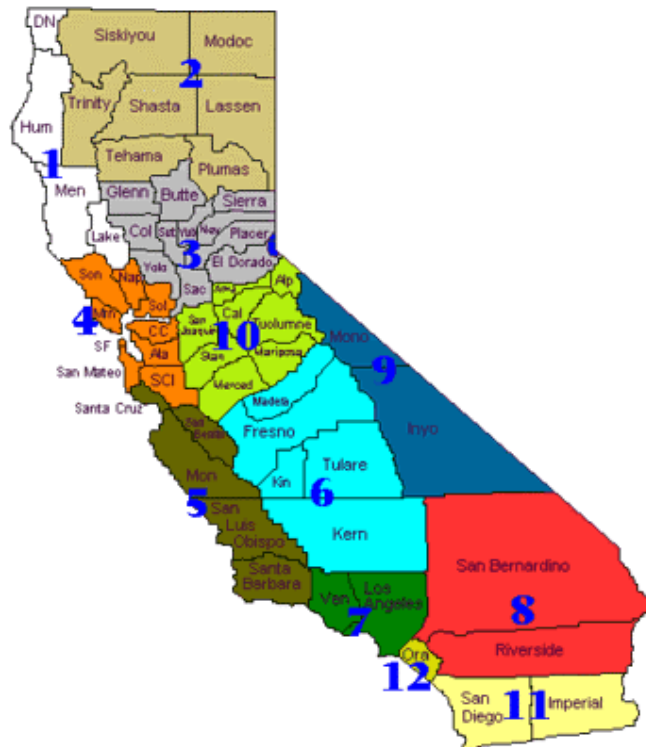 DN
Siskiyou
Modoc
2
Trinity
Shasta
Lassen
Hum
1
Tehama
Plumas
Men
Glenn
Butte
Sierra
Lake
Col
Sut
Yub
Nev
Placer
3
Yolo
El Dorado
Sac
Son
Nap
Sol
Alp
Mrn
4
CC
SF
Ala
San Mateo
SCl
Santa Cruz
San
Joaquin
Cal
Tuolumne
10
Stan
Mariposa
Merced
Mono
9
Inyo
Madera
Fresno
San
Benito
Mon
5
Kin
Tulare
6
San
Luis
Obispo
Kern
Santa
Barbara
Ven
Los
Angeles
7
San Bernardino
8
Ora
Riverside
12
San
Diego
11
Imperial